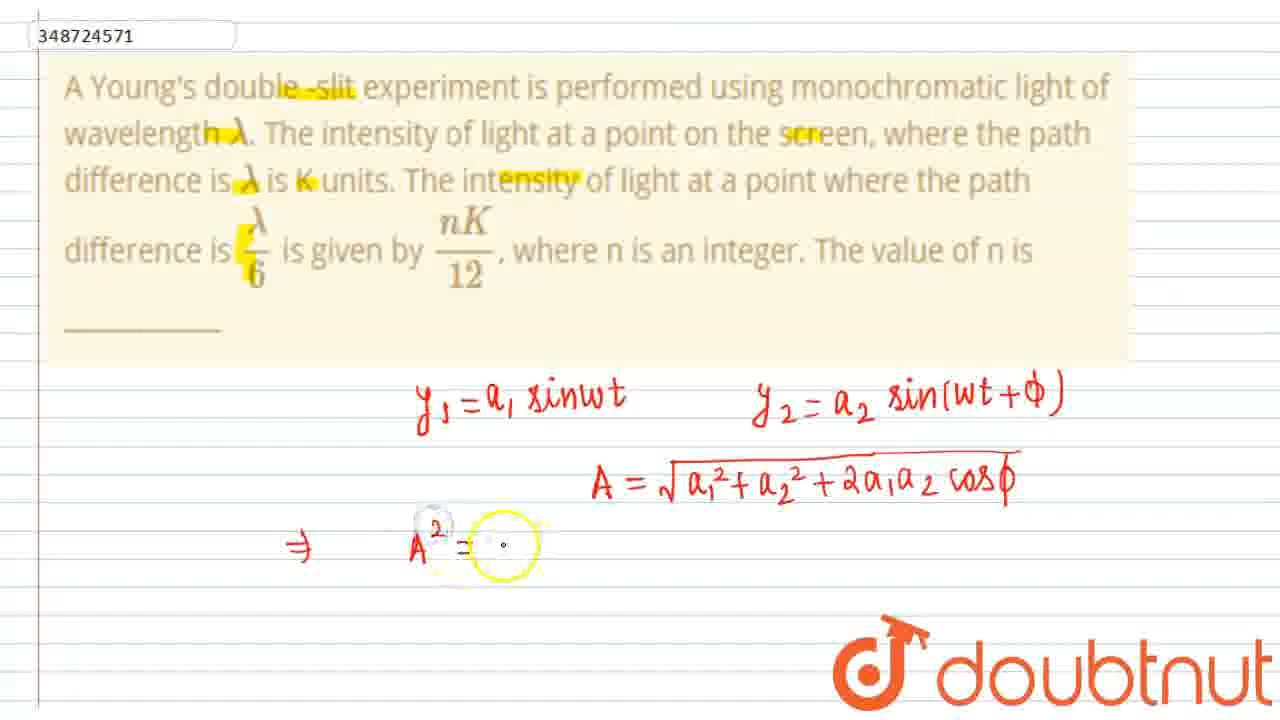 348724571
A Young's double -slit experiment is performed using monochromatic light of
wavelength λ. The intensity of light at a point on the screen, where the path
difference is λ is K units. The intensity of light at a point where the path
difference is λ/6 is given by nK/12, where n is an integer. The value of n is
__________
y₁ = a₁ sinwt y₂ = a₂ sin(wt + ϕ)
A = √(a₁² + a₂² + 2a₁a₂ cosϕ)
⇒ A² =
doubtnut